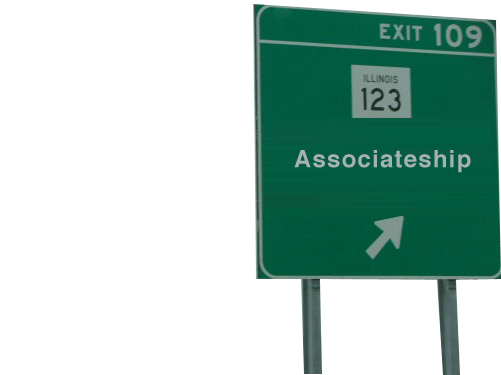 EXIT 109
ILLINOIS
123
Associateship